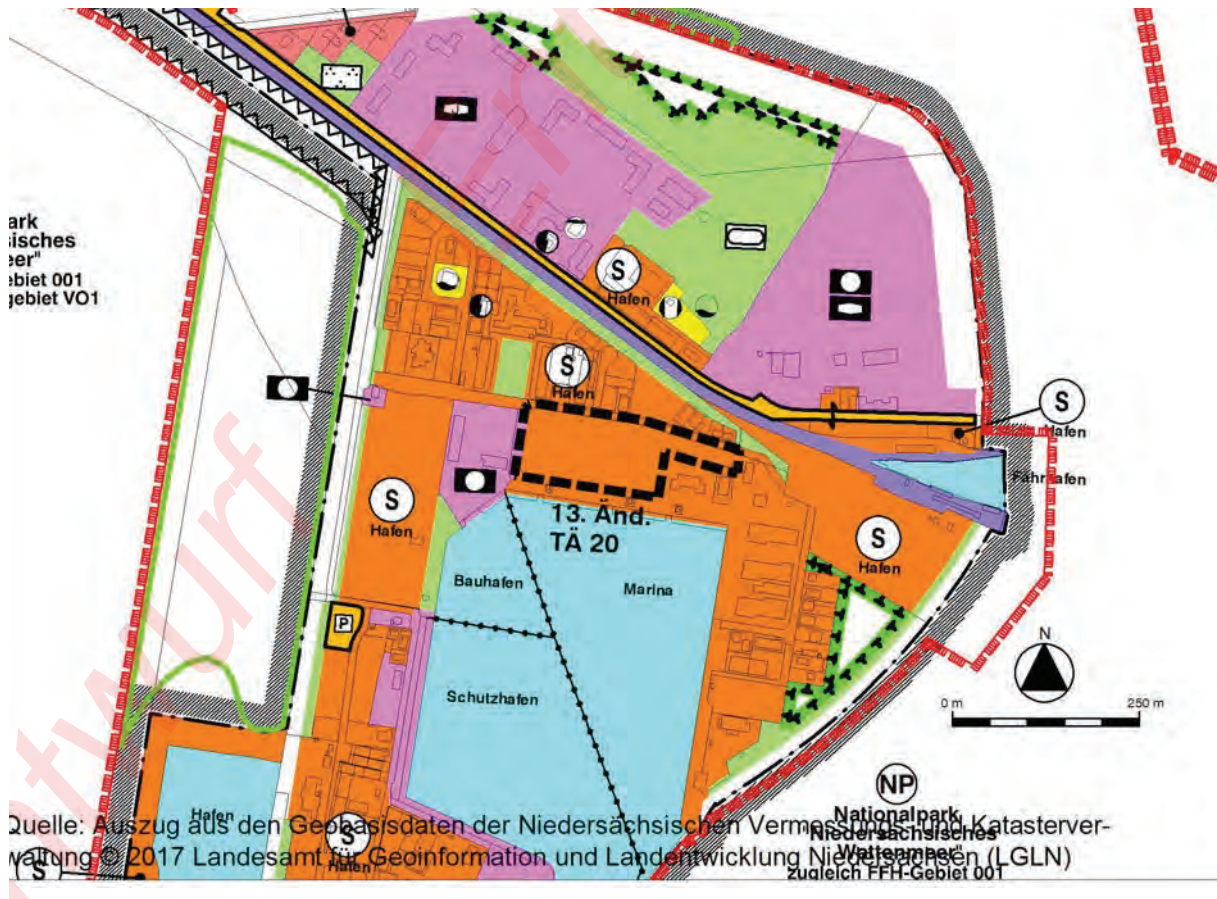 ark
sisches
eer"
ebiet 001
gebiet VO1
S
Hafen
S
Hafen
S
Hafen
Fährhafen
S
Hafen
13. Änd.
TÄ 20
S
Hafen
Bauhafen
Marina
P
Schutzhafen
N
0 m
250 m
NP
Nationalpark
Niedersächsisches
Wattenmeer"
zugleich FFH-Gebiet 001
Hafen
S
Hafen
S
Quelle: Auszug aus den Geobasisdaten der Niedersächsischen Vermessungs- und Katasterver-
waltung © 2017 Landesamt für Geoinformation und Landentwicklung Niedersachsen (LGLN)
Entwurf